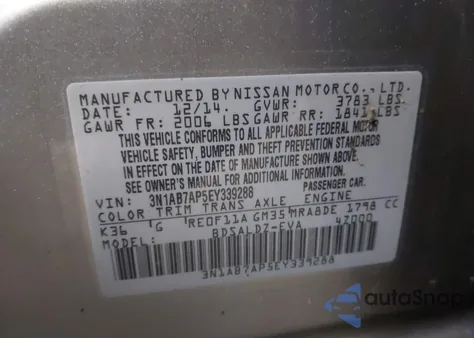 MANUFACTURED BY NISSAN MOTOR CO., LTD.
DATE: 12/14. GVWR: 3783 LBS.
GAWR FR: 2006 LBS GAWR RR: 1841 LBS
THIS VEHICLE CONFORMS TO ALL APPLICABLE FEDERAL MOTOR
VEHICLE SAFETY, BUMPER AND THEFT PREVENTION STANDARDS
IN EFFECT ON THE DATE OF MANUFACTURE SHOWN ABOVE.
SEE OWNER'S MANUAL FOR ADDITIONAL INFORMATION.
VIN: 3N1AB7AP5EY339288 PASSENGER CAR.
COLOR TRIM TRANS AXLE ENGINE
K36 G RE0F11A GM35 MRA8DE 1798 CC
MODEL: BDSALDZ-EVA 47000
3N1AB7AP5EY339288
autoSnap